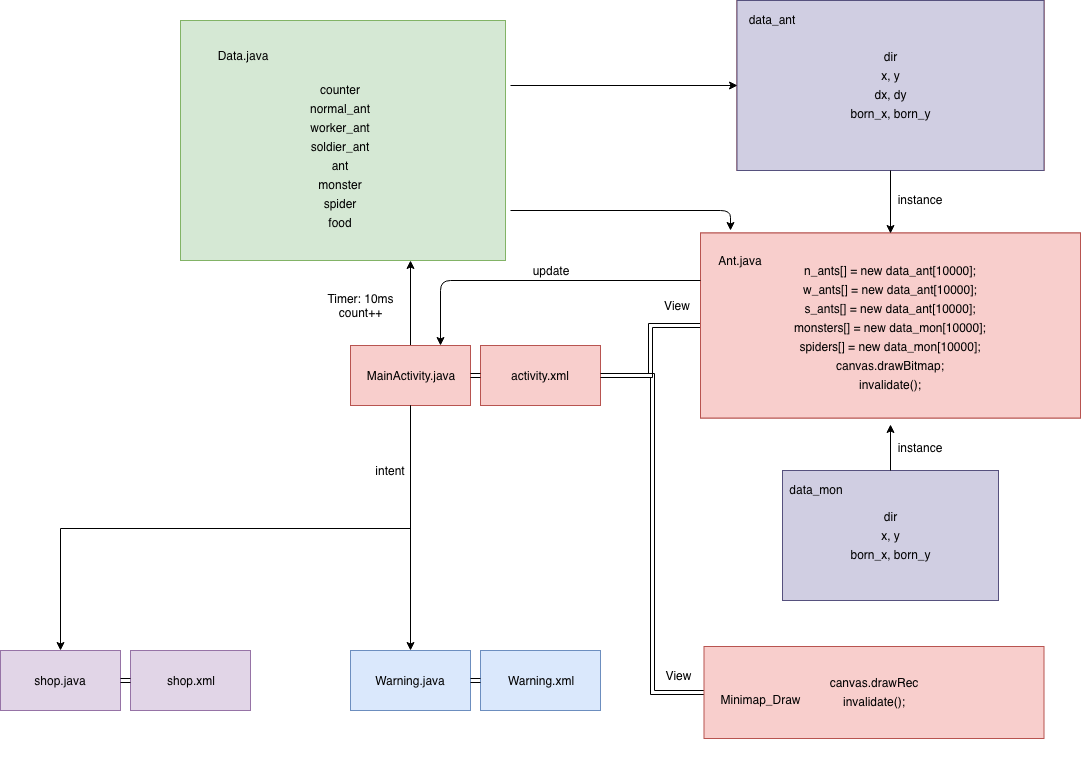 data_ant
dir
x, y
dx, dy
born_x, born_y
Data.java
counter
normal_ant
worker_ant
soldier_ant
ant
monster
spider
food
instance
Ant.java
n_ants[] = new data_ant[10000];
w_ants[] = new data_ant[10000];
s_ants[] = new data_ant[10000];
monsters[] = new data_mon[10000];
spiders[] = new data_mon[10000];
canvas.drawBitmap;
invalidate();
update
Timer: 10ms
count++
View
MainActivity.java
activity.xml
instance
intent
data_mon
dir
x, y
born_x, born_y
shop.java
shop.xml
Warning.java
Warning.xml
View
Minimap_Draw
canvas.drawRec
invalidate();